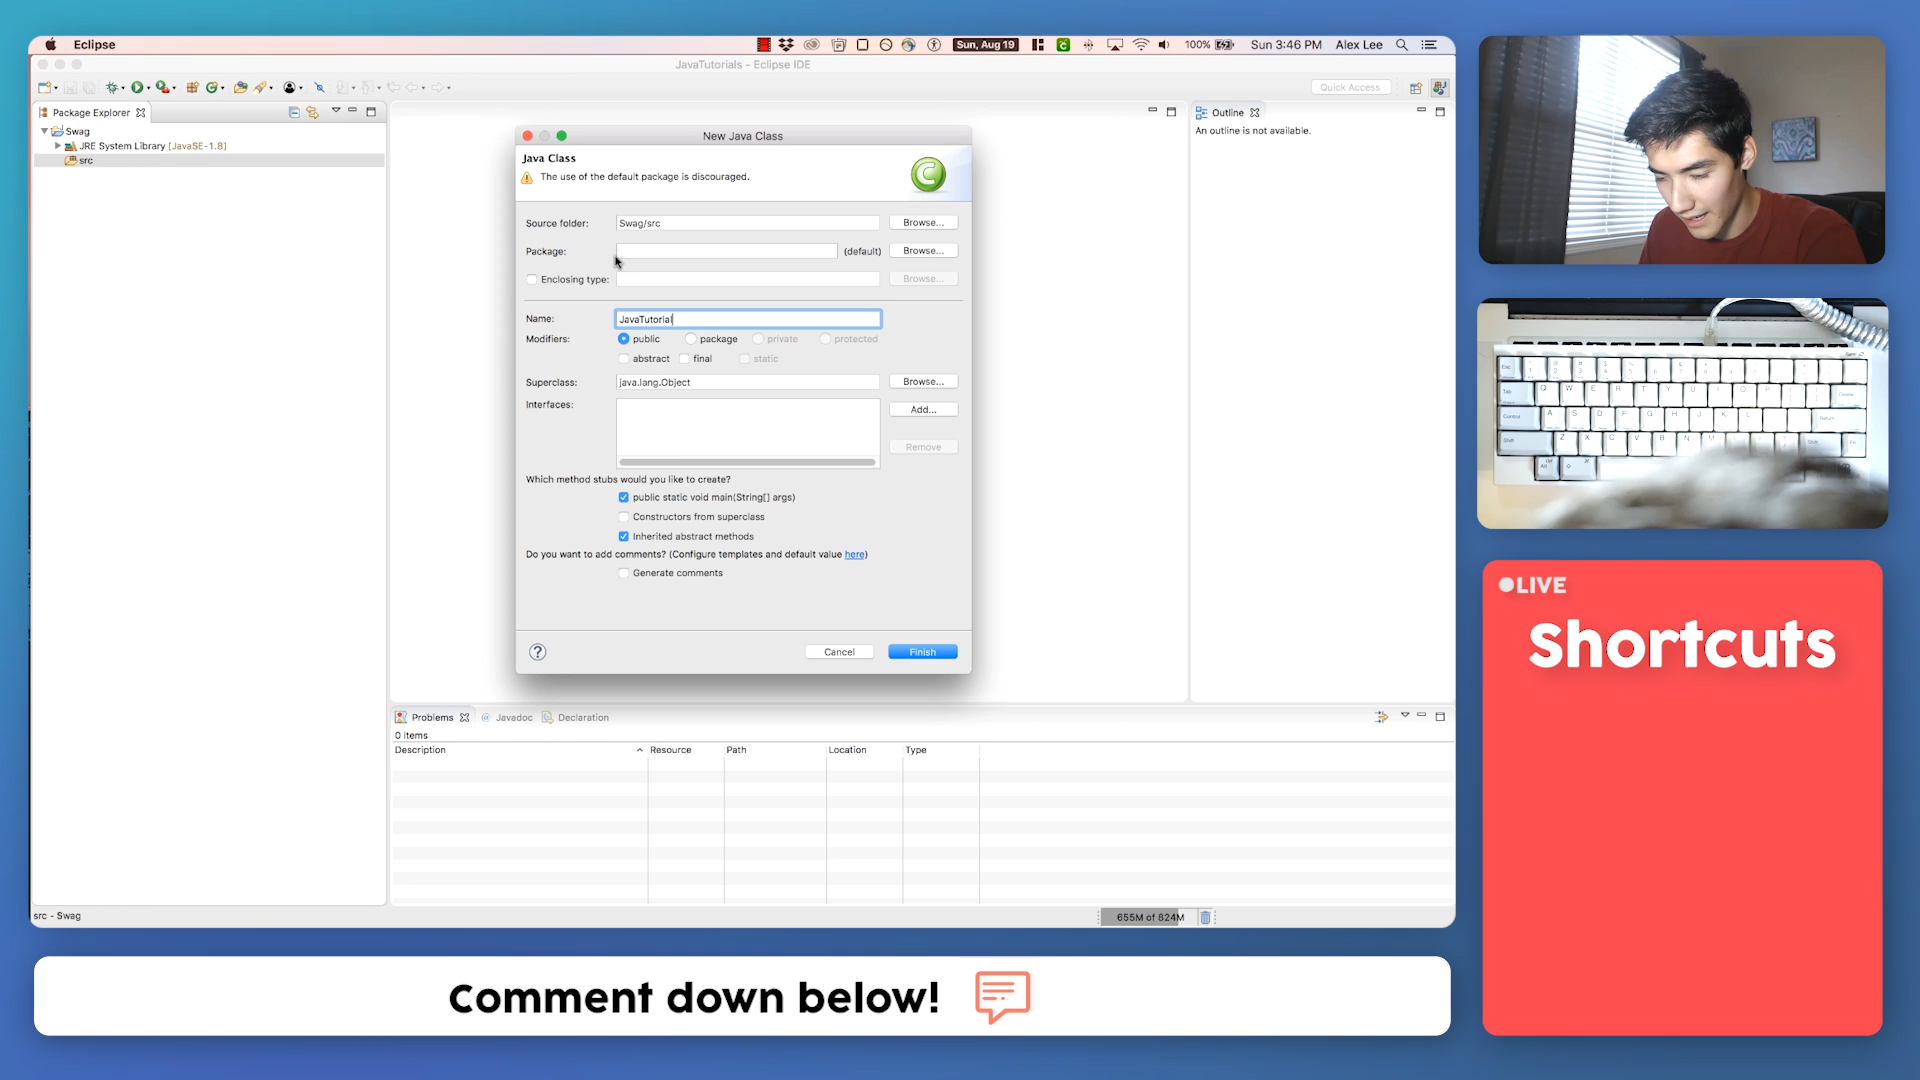 Eclipse
Sun, Aug 19
100%
Sun 3:46 PM
Alex Lee
JavaTutorials - Eclipse IDE
Quick Access
Package Explorer
Swag
JRE System Library [JavaSE-1.8]
src
Outline
An outline is not available.
New Java Class
Java Class
The use of the default package is discouraged.
Source folder: Swag/src Browse...
Package: (default) Browse...
Enclosing type: Browse...
Name: JavaTutorial
Modifiers: public package private protected
abstract final static
Superclass: java.lang.Object Browse...
Interfaces: Add...
Remove
Which method stubs would you like to create?
public static void main(String[] args)
Constructors from superclass
Inherited abstract methods
Do you want to add comments? (Configure templates and default value here)
Generate comments
? Cancel Finish
Problems Javadoc Declaration
0 items
Description Resource Path Location Type
src - Swag
655M of 824M
LIVE
Shortcuts
Comment down below!